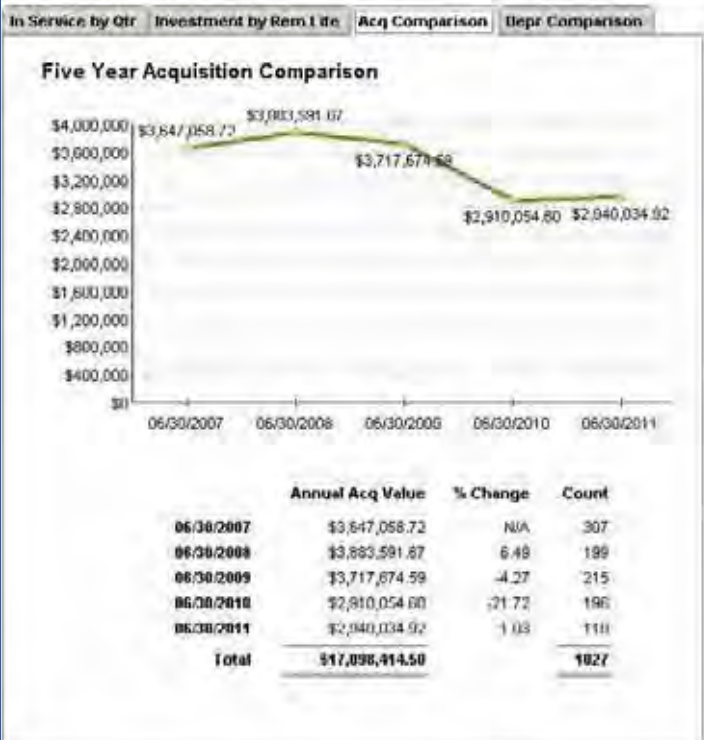 In Service by Qtr Investment by Rem Life Acq Comparison Depr Comparison
Five Year Acquisition Comparison
$4,000,000
$3,600,000
$3,200,000
$2,800,000
$2,400,000
$2,000,000
$1,600,000
$1,200,000
$800,000
$400,000
$0
$3,647,058.72
$3,883,591.67
$3,717,674.59
$2,910,054.60
$2,940,034.92
06/30/2007 06/30/2008 06/30/2009 06/30/2010 06/30/2011
Annual Acq Value % Change Count
06/30/2007 $3,647,058.72 N/A 307
06/30/2008 $3,883,591.67 6.49 199
06/30/2009 $3,717,674.59 -4.27 215
06/30/2010 $2,910,054.60 -21.72 196
06/30/2011 $2,940,034.92 1.03 110
Total $17,098,414.50 1027